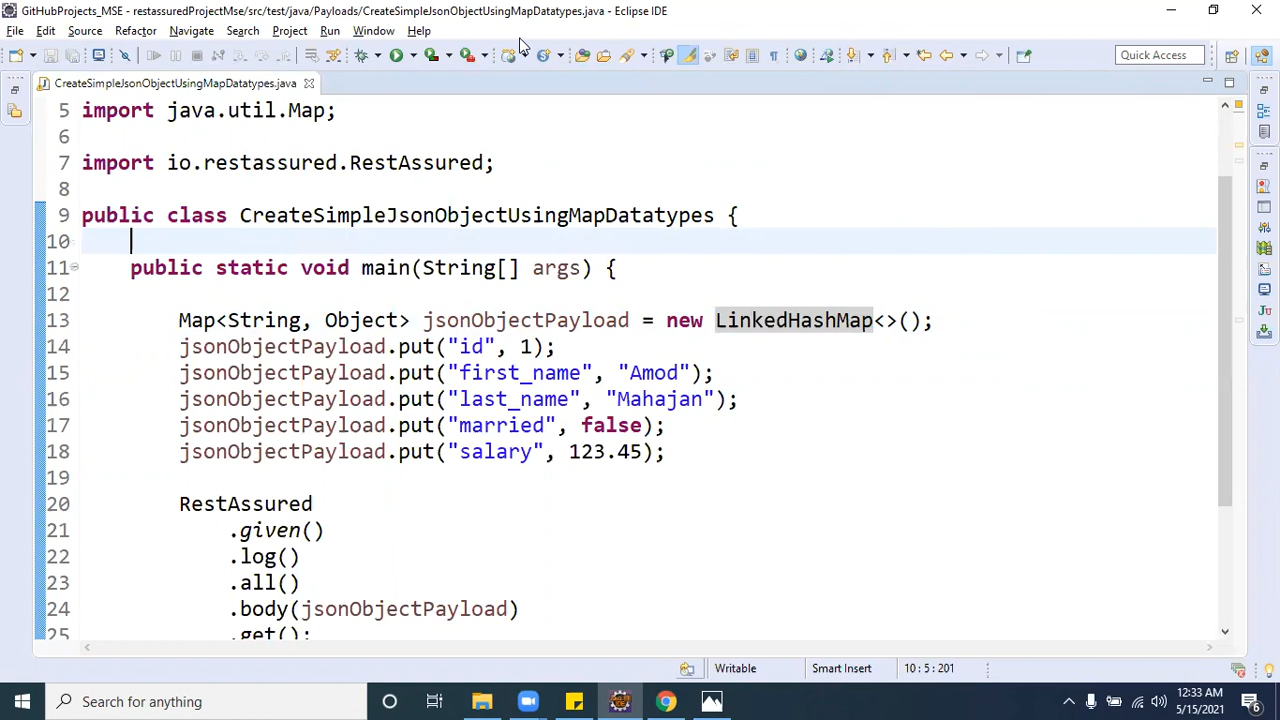 GitHubProjects_MSE - restassuredProjectMse/src/test/java/Payloads/CreateSimpleJsonObjectUsingMapDatatypes.java - Eclipse IDE
File Edit Source Refactor Navigate Search Project Run Window Help
Quick Access
CreateSimpleJsonObjectUsingMapDatatypes.java
5 import java.util.Map;
6
7 import io.restassured.RestAssured;
8
9 public class CreateSimpleJsonObjectUsingMapDatatypes {
10
11 public static void main(String[] args) {
12
13 Map<String, Object> jsonObjectPayload = new LinkedHashMap<>();
14 jsonObjectPayload.put("id", 1);
15 jsonObjectPayload.put("first_name", "Amod");
16 jsonObjectPayload.put("last_name", "Mahajan");
17 jsonObjectPayload.put("married", false);
18 jsonObjectPayload.put("salary", 123.45);
19
20 RestAssured
21 .given()
22 .log()
23 .all()
24 .body(jsonObjectPayload)
25 .get();
Writable Smart Insert 10 : 5 : 201
Search for anything
12:33 AM
5/15/2021
6